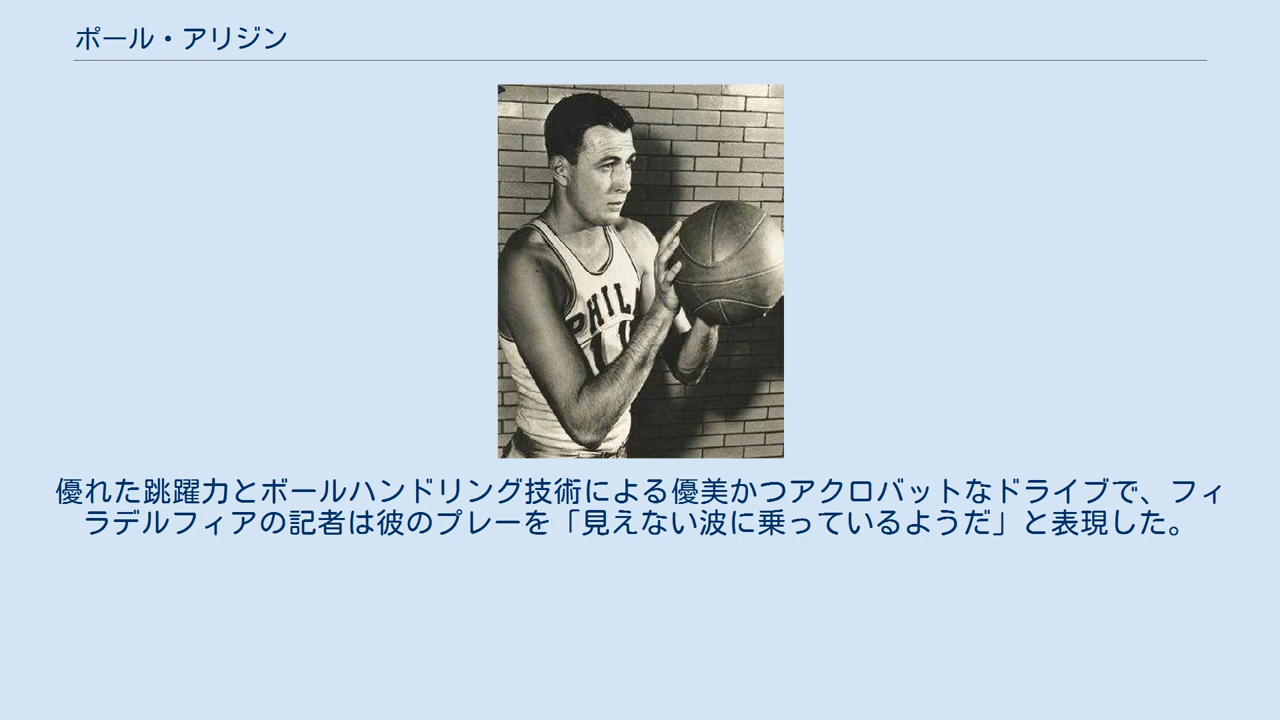 ポール・アリジン
PHIL
11
優れた跳躍力とボールハンドリング技術による優美かつアクロバットなドライブで、フィ
ラデルフィアの記者は彼のプレーを「見えない波に乗っているようだ」と表現した。